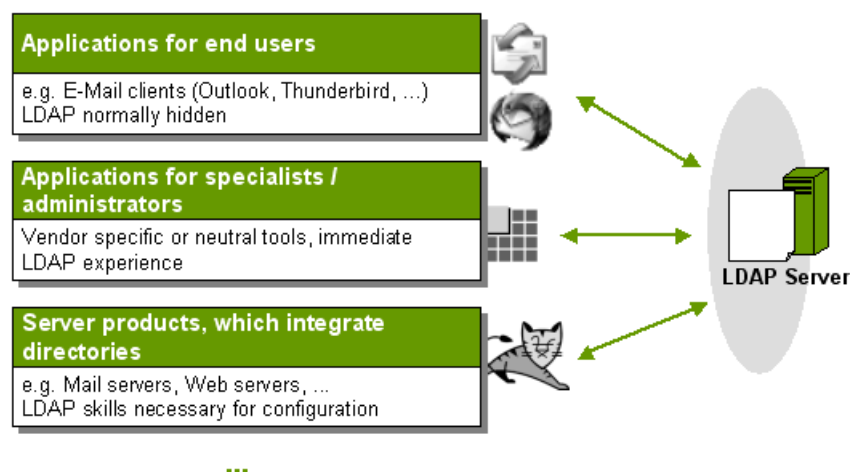 Applications for end users
e.g. E-Mail clients (Outlook, Thunderbird, ...)
LDAP normally hidden
Applications for specialists /
administrators
Vendor specific or neutral tools, immediate
LDAP experience
Server products, which integrate
directories
e.g. Mail servers, Web servers, ...
LDAP skills necessary for configuration
...
LDAP Server